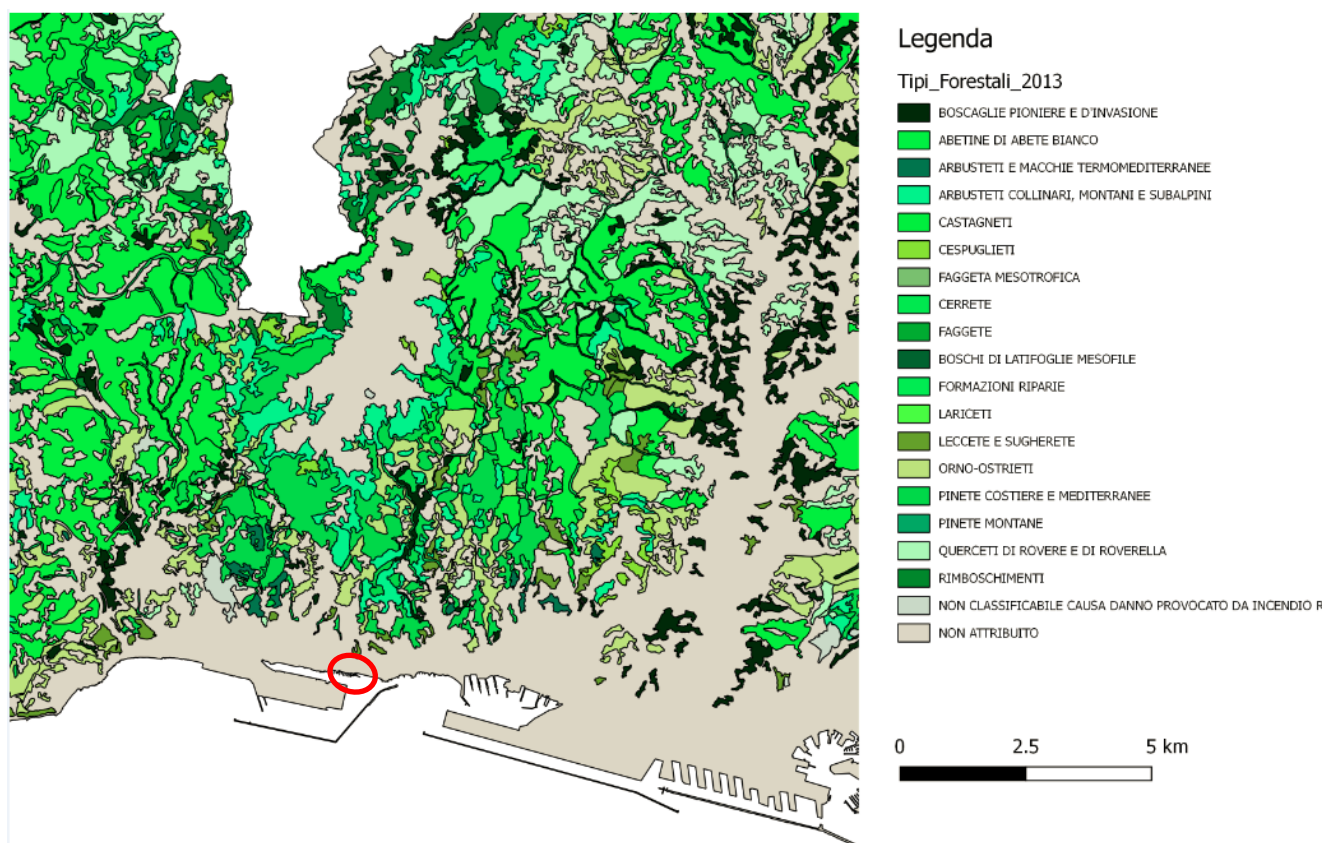 Legenda
Tipi_Forestali_2013
BOSCAGLIE PIONIERE E D'INVASIONE
ABETINE DI ABETE BIANCO
ARBUSTETI E MACCHIE TERMOMEDITERRANEE
ARBUSTETI COLLINARI, MONTANI E SUBALPINI
CASTAGNETI
CESPUGLIETI
FAGGETA MESOTROFICA
CERRETE
FAGGETE
BOSCHI DI LATIFOGLIE MESOFILE
FORMAZIONI RIPARIE
LARICETI
LECCETE E SUGHERETE
ORNO-OSTRIETI
PINETE COSTIERE E MEDITERRANEE
PINETE MONTANE
QUERCETI DI ROVERE E DI ROVERELLA
RIMBOSCHIMENTI
NON CLASSIFICABILE CAUSA DANNO PROVOCATO DA INCENDIO R
NON ATTRIBUITO
0 2.5 5 km